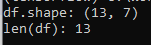 df.shape: (13, 7)
len(df): 13